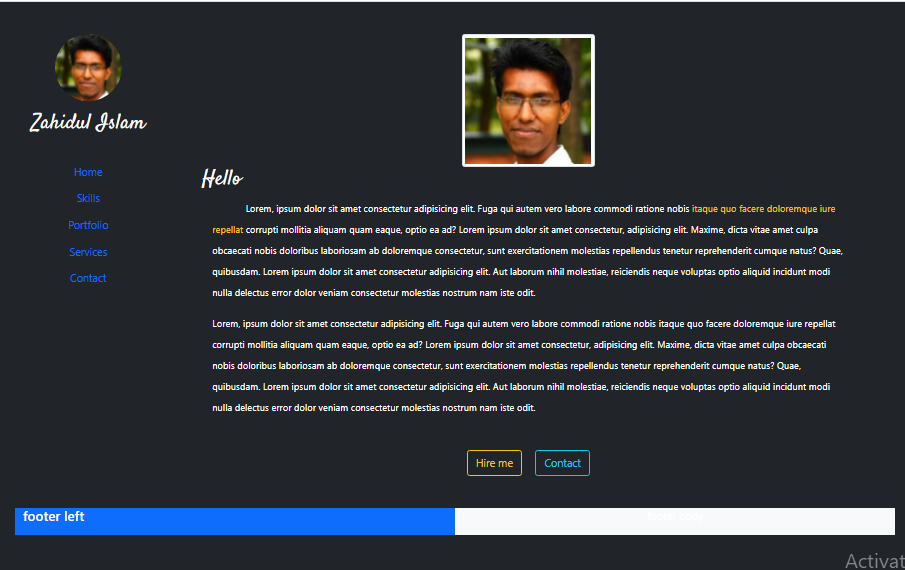 Zahidul Islam
Home
Skills
Portfolio
Services
Contact
Hello
Lorem, ipsum dolor sit amet consectetur adipisicing elit. Fuga qui autem vero labore commodi ratione nobis itaque quo facere doloremque iure
repellat corrupti mollitia aliquam quam eaque, optio ea ad? Lorem ipsum dolor sit amet consectetur, adipisicing elit. Maxime, dicta vitae amet culpa
obcaecati nobis doloribus laboriosam ab doloremque consectetur, sunt exercitationem molestias repellendus tenetur reprehenderit cumque natus? Quae,
quibusdam. Lorem ipsum dolor sit amet consectetur adipisicing elit. Aut laborum nihil molestiae, reiciendis neque voluptas optio aliquid incidunt modi
nulla delectus error dolor veniam consectetur molestias nostrum nam iste odit.
Lorem, ipsum dolor sit amet consectetur adipisicing elit. Fuga qui autem vero labore commodi ratione nobis itaque quo facere doloremque iure repellat
corrupti mollitia aliquam quam eaque, optio ea ad? Lorem ipsum dolor sit amet consectetur, adipisicing elit. Maxime, dicta vitae amet culpa obcaecati
nobis doloribus laboriosam ab doloremque consectetur, sunt exercitationem molestias repellendus tenetur reprehenderit cumque natus? Quae,
quibusdam. Lorem ipsum dolor sit amet consectetur adipisicing elit. Aut laborum nihil molestiae, reiciendis neque voluptas optio aliquid incidunt modi
nulla delectus error dolor veniam consectetur molestias nostrum nam iste odit.
Hire me
Contact
footer left
Activat